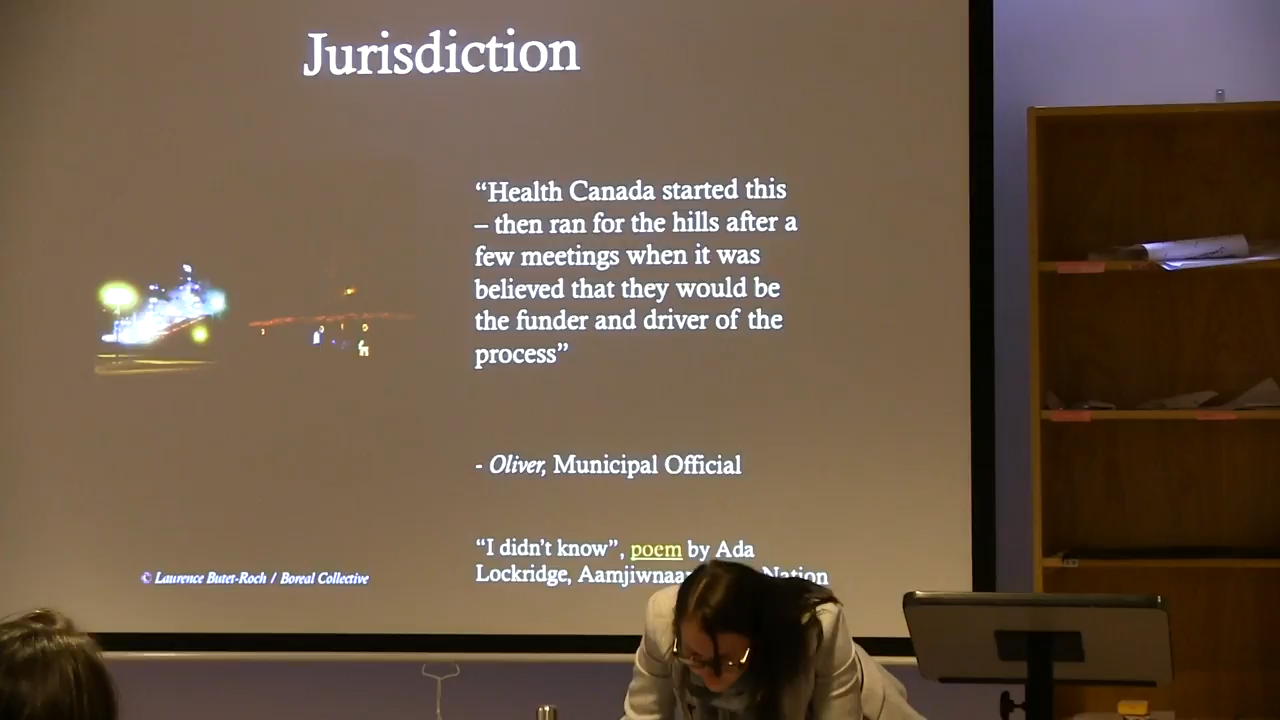 Jurisdiction
“Health Canada started this
– then ran for the hills after a
few meetings when it was
believed that they would be
the funder and driver of the
process”
- Oliver, Municipal Official
“I didn’t know”, poem by Ada
Lockridge, Nation
© Laurence Butet-Roch / Boreal Collective